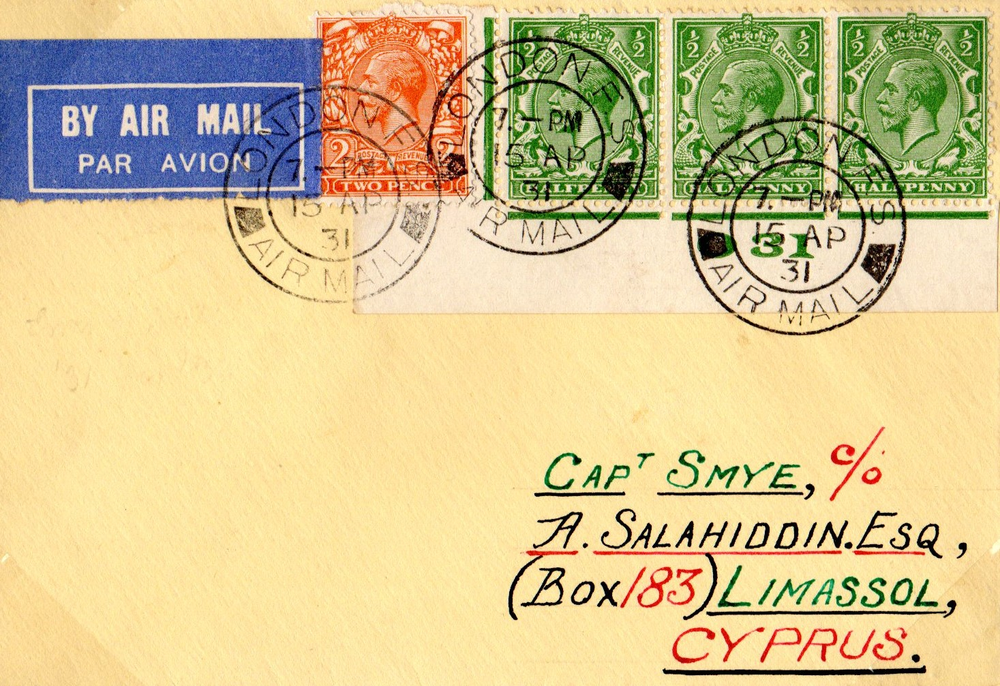 BY AIR MAIL
PAR AVION
2 POSTAGE REVENUE 2
TWO PENCE
½ ½
POSTAGE REVENUE
HALFPENNY
½ ½
POSTAGE REVENUE
HALFPENNY
½ ½
POSTAGE REVENUE
HALFPENNY
31
LONDON F.S.
7.—PM
15 AP
31
AIR MAIL
LONDON F.S.
7.—PM
15 AP
31
AIR MAIL
LONDON F.S.
7.—PM
15 AP
31
AIR MAIL
CAPT SMYE, c/o
A. SALAHIDDIN. ESQ,
(BOX 183) LIMASSOL,
CYPRUS.